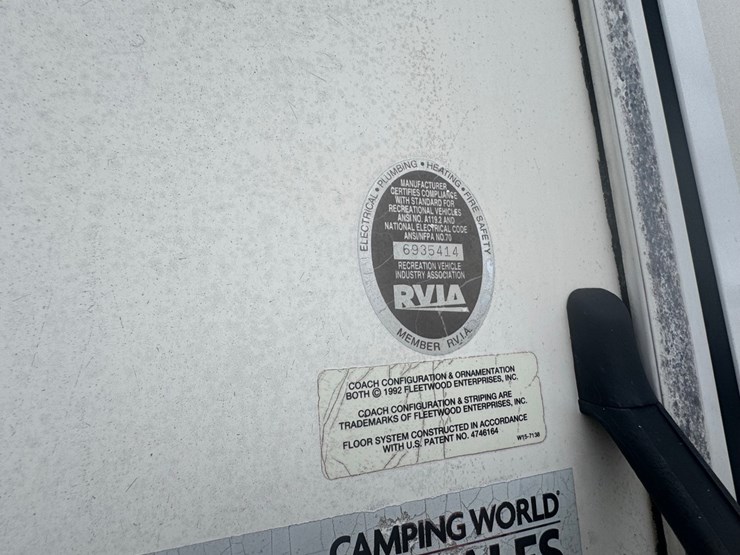 ELECTRICAL • PLUMBING • HEATING • FIRE SAFETY
MANUFACTURER
CERTIFIES COMPLIANCE
WITH STANDARD FOR
RECREATIONAL VEHICLES
ANSI NO. A119.2 AND
NATIONAL ELECTRICAL CODE
ANSI/NFPA NO. 70
6935414
RECREATION VEHICLE
INDUSTRY ASSOCIATION
RVIA
MEMBER R.V.I.A.
COACH CONFIGURATION & ORNAMENTATION
BOTH © 1992 FLEETWOOD ENTERPRISES, INC.
COACH CONFIGURATION & STRIPING ARE
TRADEMARKS OF FLEETWOOD ENTERPRISES, INC.
FLOOR SYSTEM CONSTRUCTED IN ACCORDANCE
WITH U.S. PATENT NO. 4746164
W15-7138
CAMPING WORLD